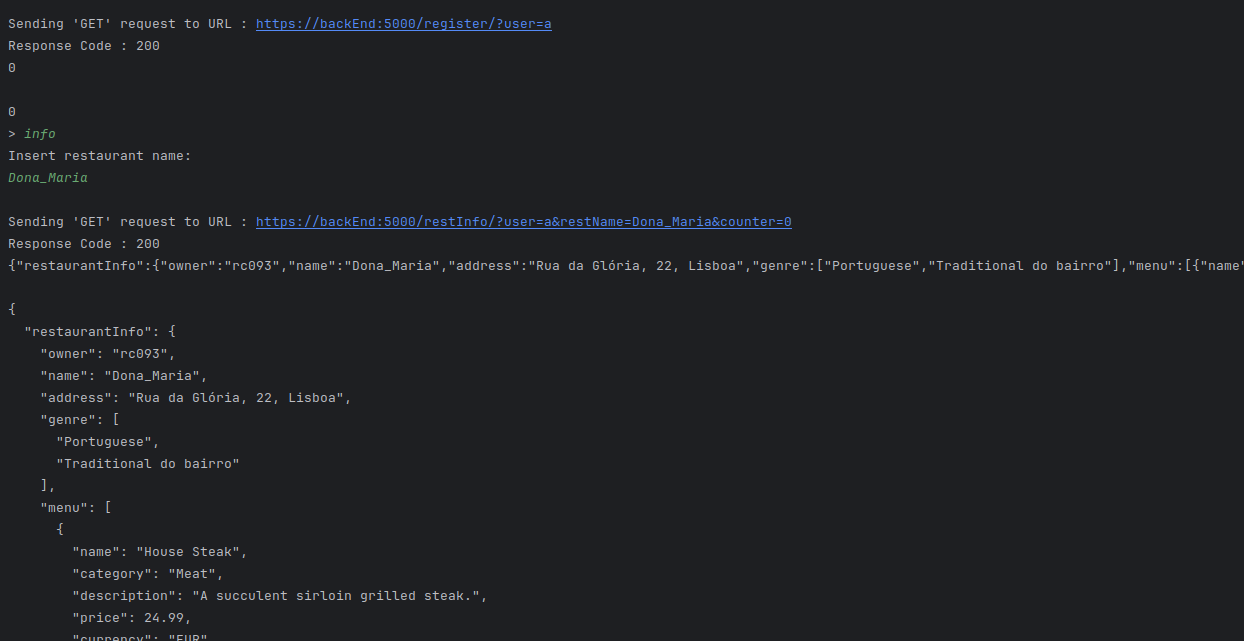 Sending 'GET' request to URL : https://backEnd:5000/register/?user=a
Response Code : 200
0
0
> info
Insert restaurant name:
Dona_Maria
Sending 'GET' request to URL : https://backEnd:5000/restInfo/?user=a&restName=Dona_Maria&counter=0
Response Code : 200
{"restaurantInfo":{"owner":"rc093","name":"Dona_Maria","address":"Rua da Glória, 22, Lisboa","genre":["Portuguese","Traditional do bairro"],"menu":[{"name"
{
  "restaurantInfo": {
    "owner": "rc093",
    "name": "Dona_Maria",
    "address": "Rua da Glória, 22, Lisboa",
    "genre": [
      "Portuguese",
      "Traditional do bairro"
    ],
    "menu": [
      {
        "name": "House Steak",
        "category": "Meat",
        "description": "A succulent sirloin grilled steak.",
        "price": 24.99,
        "currency": "EUR"